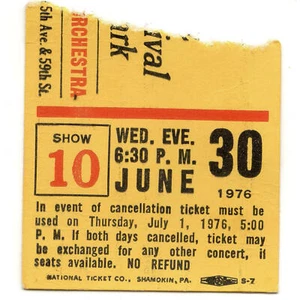 ORCHESTRA
5th Ave. & 59th St.
SHOW
10
WED. EVE.
6:30 P. M.
JUNE
30
1976
In event of cancellation ticket must be
used on Thursday, July 1, 1976, 5:00
P. M. If both days cancelled, ticket may
be exchanged for any other concert, if
seats available. NO REFUND
NATIONAL TICKET CO., SHAMOKIN, PA.
S-7